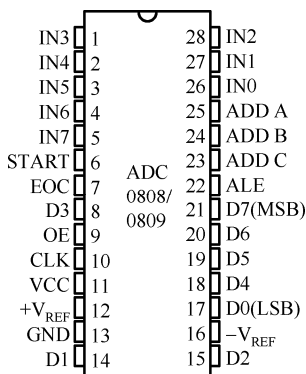 IN3 1 28 IN2
IN4 2 27 IN1
IN5 3 26 IN0
IN6 4 25 ADD A
IN7 5 24 ADD B
START 6 ADC 23 ADD C
EOC 7 0808/ 22 ALE
D3 8 0809 21 D7(MSB)
OE 9 20 D6
CLK 10 19 D5
VCC 11 18 D4
+VREF 12 17 D0(LSB)
GND 13 16 −VREF
D1 14 15 D2